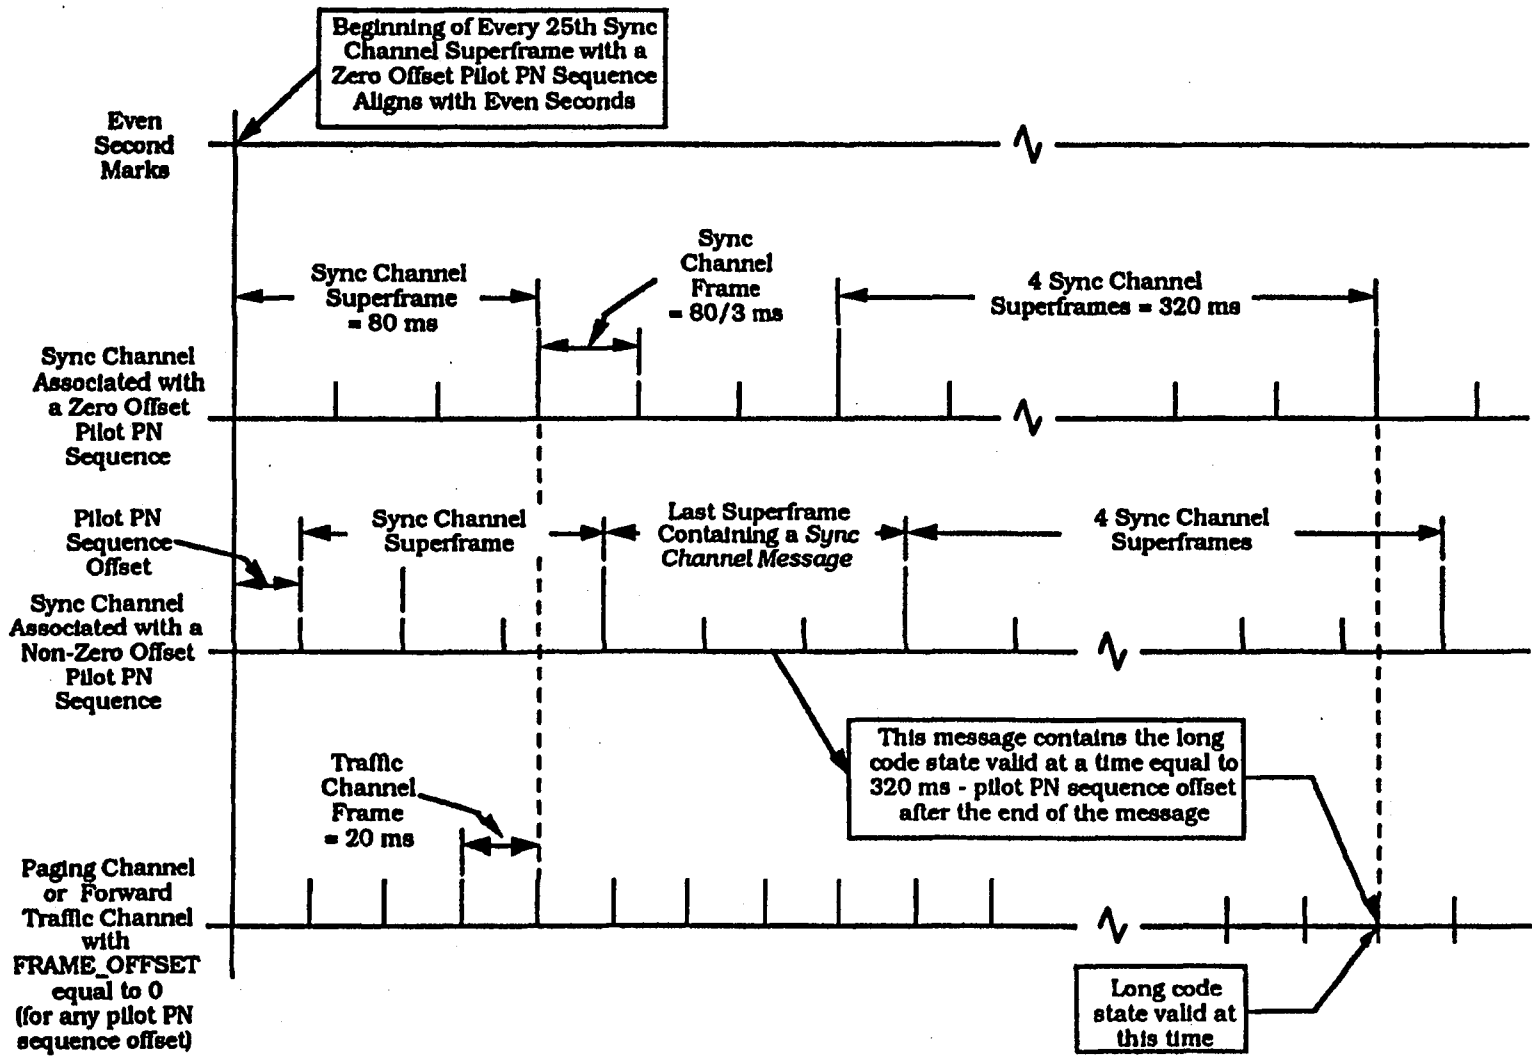 Beginning of Every 25th Sync
Channel Superframe with a
Zero Offset Pilot PN Sequence
Aligns with Even Seconds
Even
Second
Marks
Sync Channel
Superframe
= 80 ms
Sync
Channel
Frame
= 80/3 ms
4 Sync Channel
Superframes = 320 ms
Sync Channel
Associated with
a Zero Offset
Pilot PN
Sequence
Pilot PN
Sequence
Offset
Sync Channel
Superframe
Last Superframe
Containing a Sync
Channel Message
4 Sync Channel
Superframes
Sync Channel
Associated with a
Non-Zero Offset
Pilot PN
Sequence
This message contains the long
code state valid at a time equal to
320 ms - pilot PN sequence offset
after the end of the message
Traffic
Channel
Frame
= 20 ms
Paging Channel
or Forward
Traffic Channel
with
FRAME_OFFSET
equal to 0
(for any pilot PN
sequence offset)
Long code
state valid at
this time